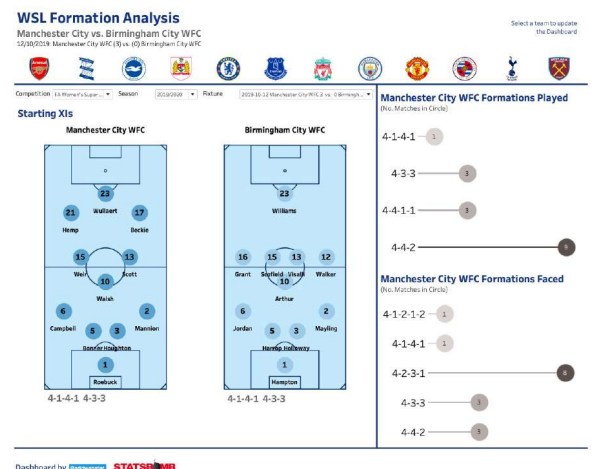 WSL Formation Analysis
Manchester City vs. Birmingham City WFC
12/10/2019: Manchester City WFC (3) vs. (0) Birmingham City WFC
Select a team to update
the Dashboard
Competition FA Women's Super... Season 2019/2020 Fixture 2019-10-12 Manchester City WFC 3 vs. 0 Birmingh...
Starting XIs
Manchester City WFC
23
Wullaert
21
Hemp
17
Beckie
15
Weir
13
Scott
10
Walsh
6
Campbell
2
Mannion
5
Bonner
3
Houghton
1
Roebuck
4-1-4-1 4-3-3
Birmingham City WFC
23
Williams
16
Grant
15
Scofield
13
Visalli
12
Walker
10
Arthur
6
Jordan
2
Mayling
5
Harrop
3
Holloway
1
Hampton
4-1-4-1 4-3-3
Manchester City WFC Formations Played
(No. Matches in Circle)
4-1-4-1 1
4-3-3 3
4-4-1-1 3
4-4-2 9
Manchester City WFC Formations Faced
(No. Matches in Circle)
4-1-2-1-2 1
4-1-4-1 1
4-2-3-1 8
4-3-3 3
4-4-2 3
Dashboard by
STATSBOMB